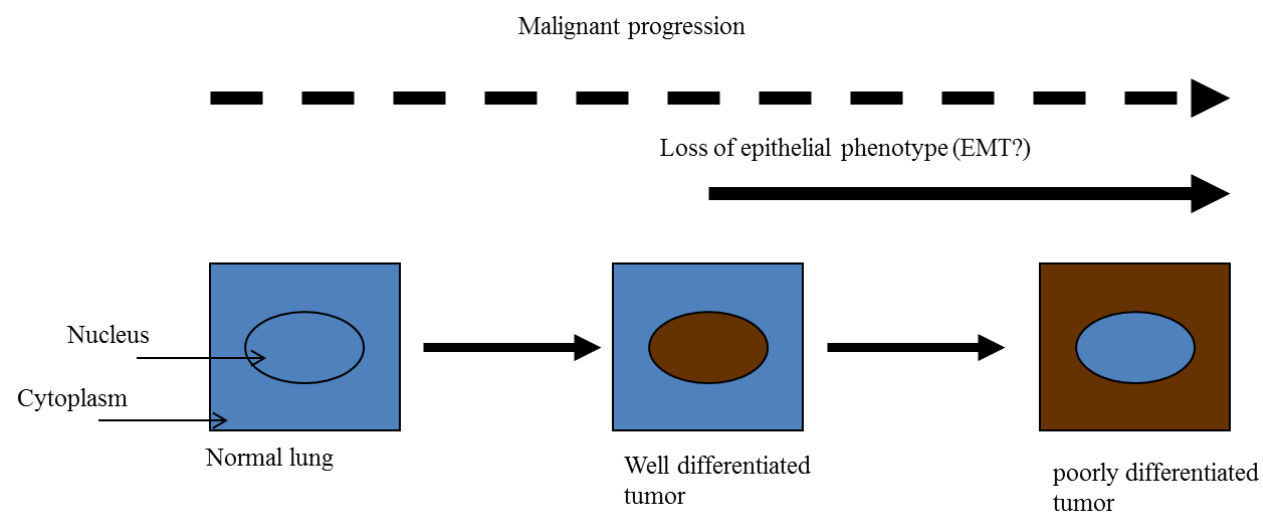 Malignant progression
Loss of epithelial phenotype (EMT?)
Nucleus
Cytoplasm
Normal lung
Well differentiated
tumor
poorly differentiated
tumor